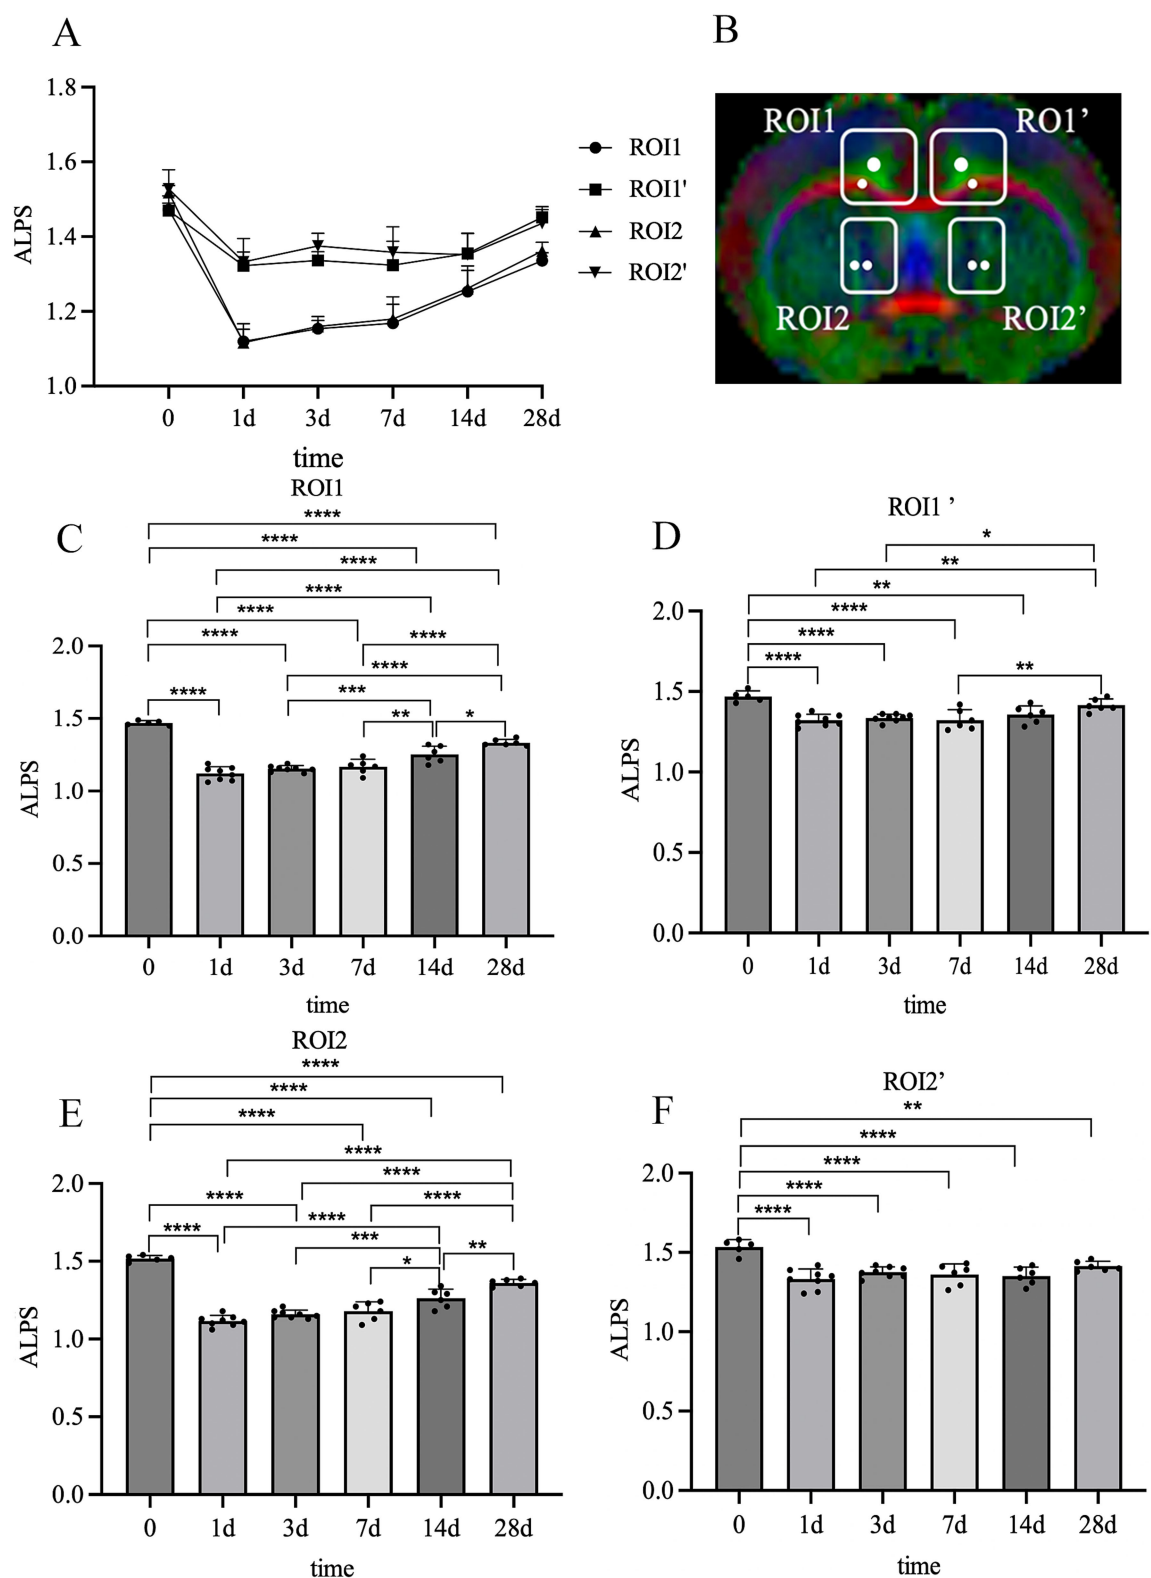 A
1.8
1.6
1.4
1.2
1.0
ALPS
0 1d 3d 7d 14d 28d
time
ROI1
ROI1'
ROI2
ROI2'
B
ROI1 RO1’
ROI2 ROI2’
C
ROI1
****
****
****
****
****
**** ****
****
***
****
** *
2.0
1.5
1.0
0.5
0.0
ALPS
0 1d 3d 7d 14d 28d
time
D
ROI1 ’
*
**
**
****
****
****
**
2.0
1.5
1.0
0.5
0.0
ALPS
0 1d 3d 7d 14d 28d
time
E
ROI2
****
****
****
****
****
**** ****
**** ****
***
**
*
2.0
1.5
1.0
0.5
0.0
ALPS
0 1d 3d 7d 14d 28d
time
F
ROI2’
**
****
****
****
****
2.0
1.5
1.0
0.5
0.0
ALPS
0 1d 3d 7d 14d 28d
time